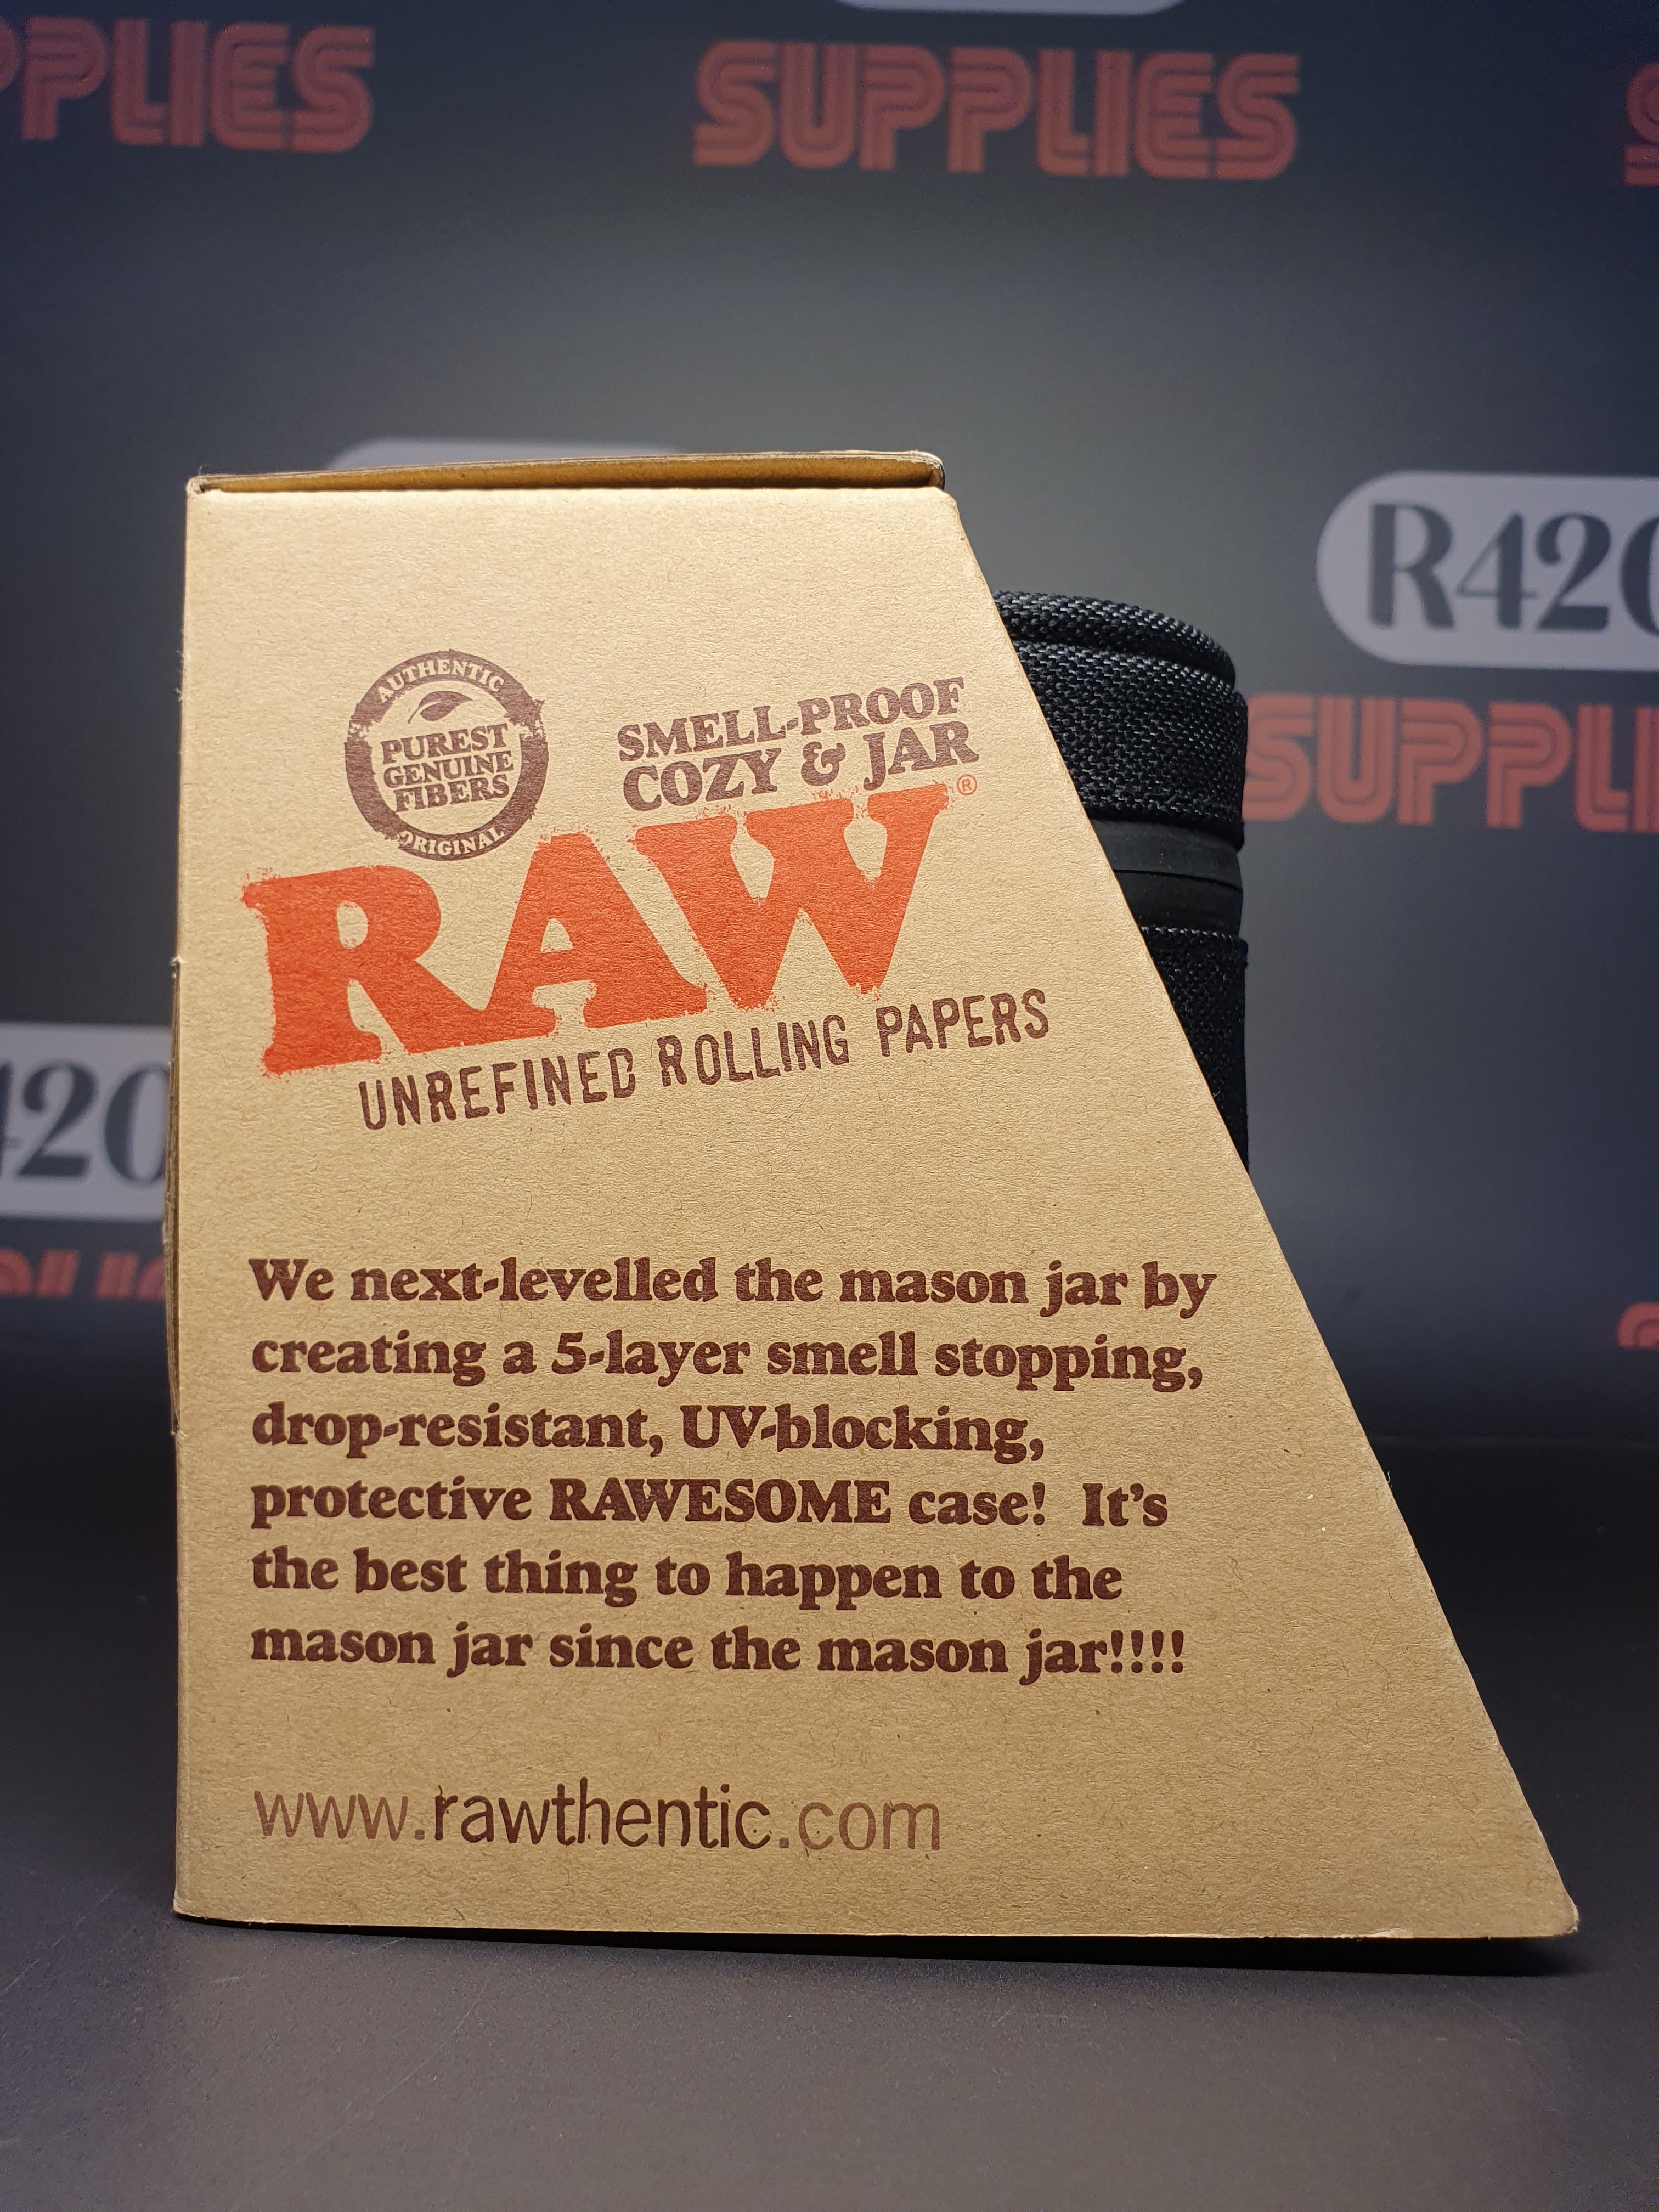 SUPPLIES
R420
SUPPLIES
AUTHENTIC
PUREST
GENUINE
FIBERS
ORIGINAL
SMELL-PROOF
COZY & JAR
RAW®
UNREFINED ROLLING PAPERS
We next-levelled the mason jar by
creating a 5-layer smell stopping,
drop-resistant, UV-blocking,
protective RAWESOME case! It's
the best thing to happen to the
mason jar since the mason jar!!!!
www.rawthentic.com